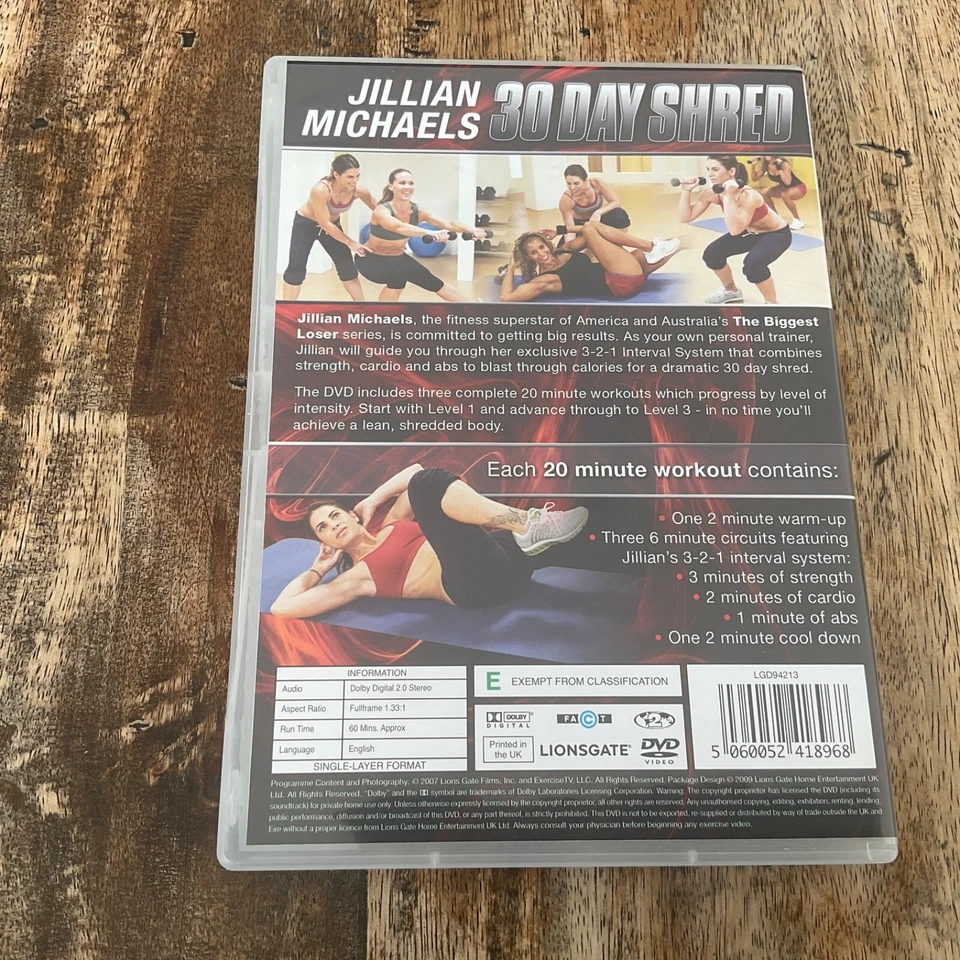 JILLIAN
MICHAELS
30 DAY SHRED
Jillian Michaels, the fitness superstar of America and Australia's The Biggest
Loser series, is committed to getting big results. As your own personal trainer,
Jillian will guide you through her exclusive 3-2-1 Interval System that combines
strength, cardio and abs to blast through calories for a dramatic 30 day shred.
The DVD includes three complete 20 minute workouts which progress by level of
intensity. Start with Level 1 and advance through to Level 3 - in no time you'll
achieve a lean, shredded body.
Each 20 minute workout contains:
• One 2 minute warm-up
• Three 6 minute circuits featuring
Jillian's 3-2-1 interval system:
• 3 minutes of strength
• 2 minutes of cardio
• 1 minute of abs
• One 2 minute cool down
INFORMATION
Audio Dolby Digital 2.0 Stereo
Aspect Ratio Fullframe 1.33:1
Run Time 60 Mins. Approx
Language English
SINGLE-LAYER FORMAT
E EXEMPT FROM CLASSIFICATION
DOLBY
DIGITAL
FACT
2
Printed in
the UK
LIONSGATE
DVD
VIDEO
LGD94213
5 060052 418968
Programme Content and Photography: © 2007 Lions Gate Films, Inc. and ExerciseTV, LLC. All Rights Reserved. Package Design © 2009 Lions Gate Home Entertainment UK
Ltd. All Rights Reserved. "Dolby" and the symbol are trademarks of Dolby Laboratories Licensing Corporation. Warning: The copyright proprietor has licensed the DVD (including its
soundtrack) for private home use only. Unless otherwise expressly licensed by the copyright proprietor, all other rights are reserved. Any unauthorised copying, editing, exhibition, renting, lending,
public performance, diffusion and/or broadcast of this DVD, or any part thereof, is strictly prohibited. This DVD is not to be exported, re-supplied or distributed by way of trade outside the UK and
Eire without a proper licence from Lions Gate Home Entertainment UK Ltd. Always consult your physician before beginning any exercise video.